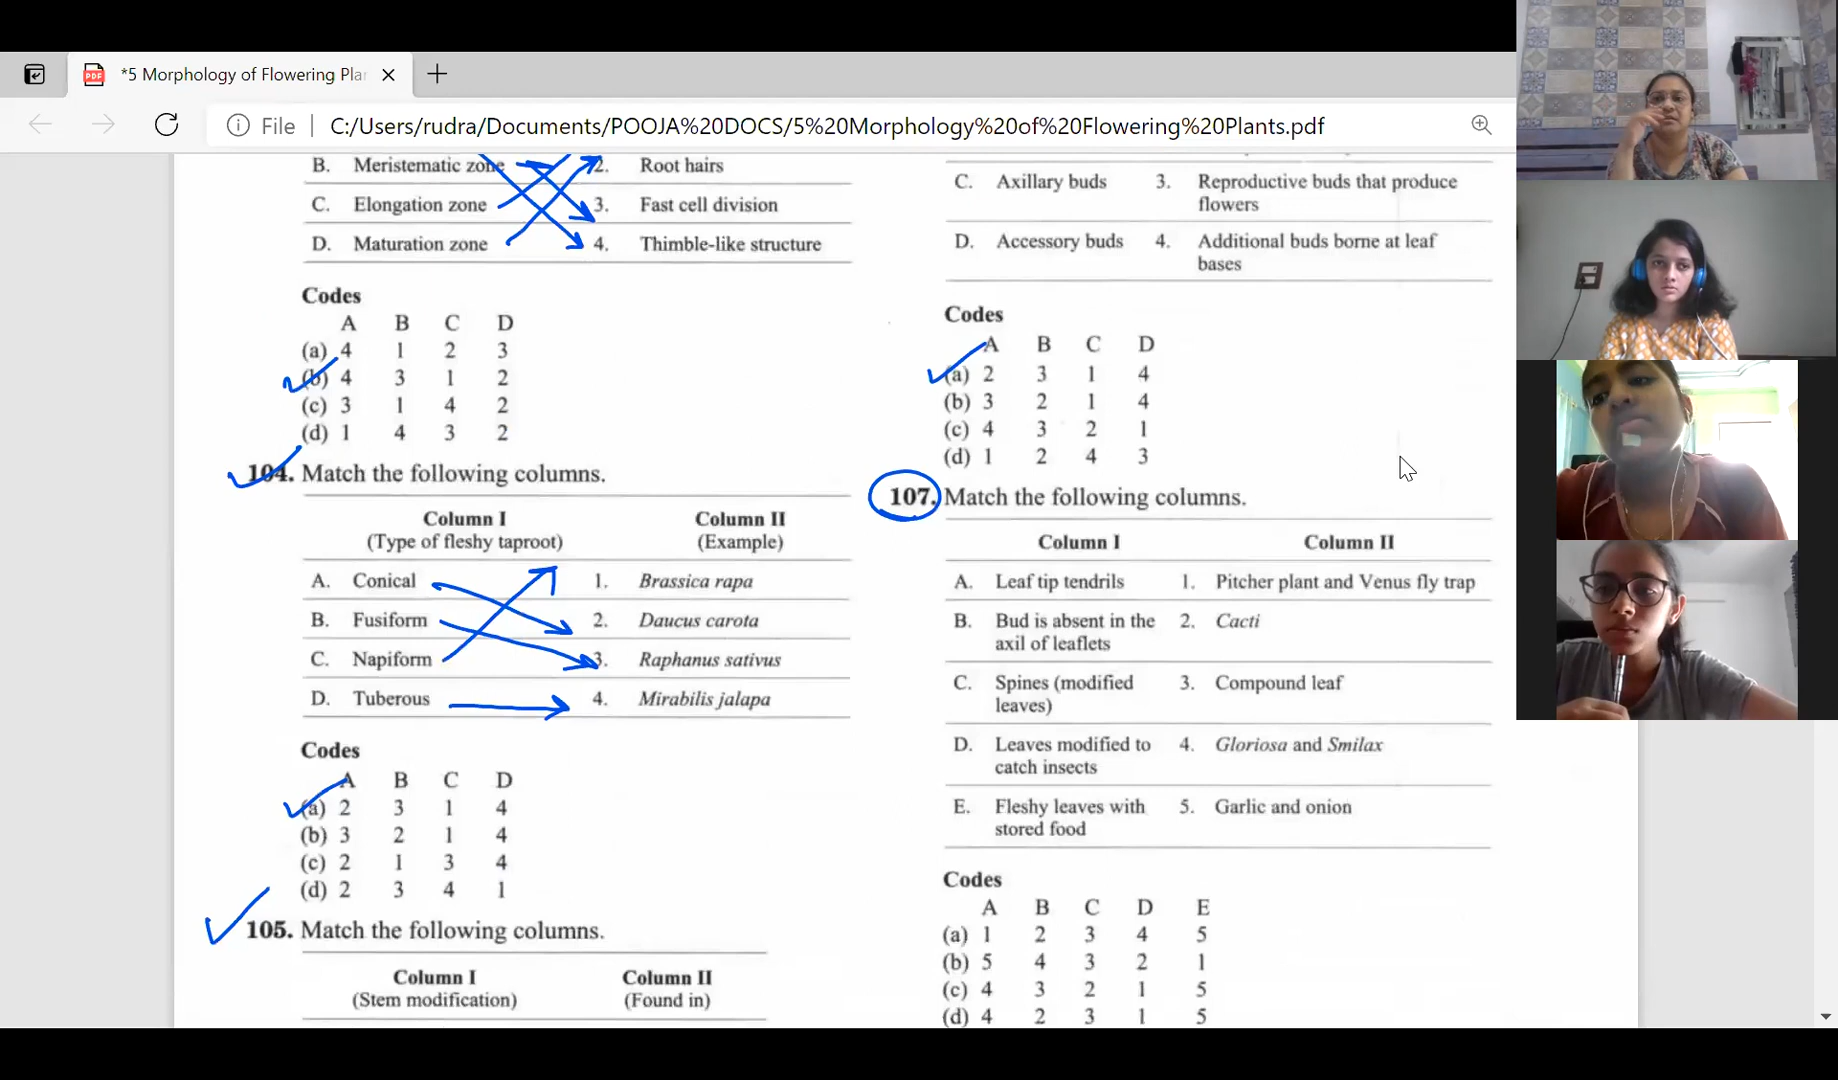 *5 Morphology of Flowering Pla
File
C:/Users/rudra/Documents/POOJA%20DOCS/5%20Morphology%20of%20Flowering%20Plants.pdf
B. Meristematic zone 2. Root hairs
C. Elongation zone 3. Fast cell division
D. Maturation zone 4. Thimble-like structure
Codes
A B C D
(a) 4 1 2 3
(b) 4 3 1 2
(c) 3 1 4 2
(d) 1 4 3 2
104. Match the following columns.
Column I Column II
(Type of fleshy taproot) (Example)
A. Conical 1. Brassica rapa
B. Fusiform 2. Daucus carota
C. Napiform 3. Raphanus sativus
D. Tuberous 4. Mirabilis jalapa
Codes
A B C D
(a) 2 3 1 4
(b) 3 2 1 4
(c) 2 1 3 4
(d) 2 3 4 1
105. Match the following columns.
Column I Column II
(Stem modification) (Found in)
C. Axillary buds 3. Reproductive buds that produce
flowers
D. Accessory buds 4. Additional buds borne at leaf
bases
Codes
A B C D
(a) 2 3 1 4
(b) 3 2 1 4
(c) 4 3 2 1
(d) 1 2 4 3
107. Match the following columns.
Column I Column II
A. Leaf tip tendrils 1. Pitcher plant and Venus fly trap
B. Bud is absent in the 2. Cacti
axil of leaflets
C. Spines (modified 3. Compound leaf
leaves)
D. Leaves modified to 4. Gloriosa and Smilax
catch insects
E. Fleshy leaves with 5. Garlic and onion
stored food
Codes
A B C D E
(a) 1 2 3 4 5
(b) 5 4 3 2 1
(c) 4 3 2 1 5
(d) 4 2 3 1 5